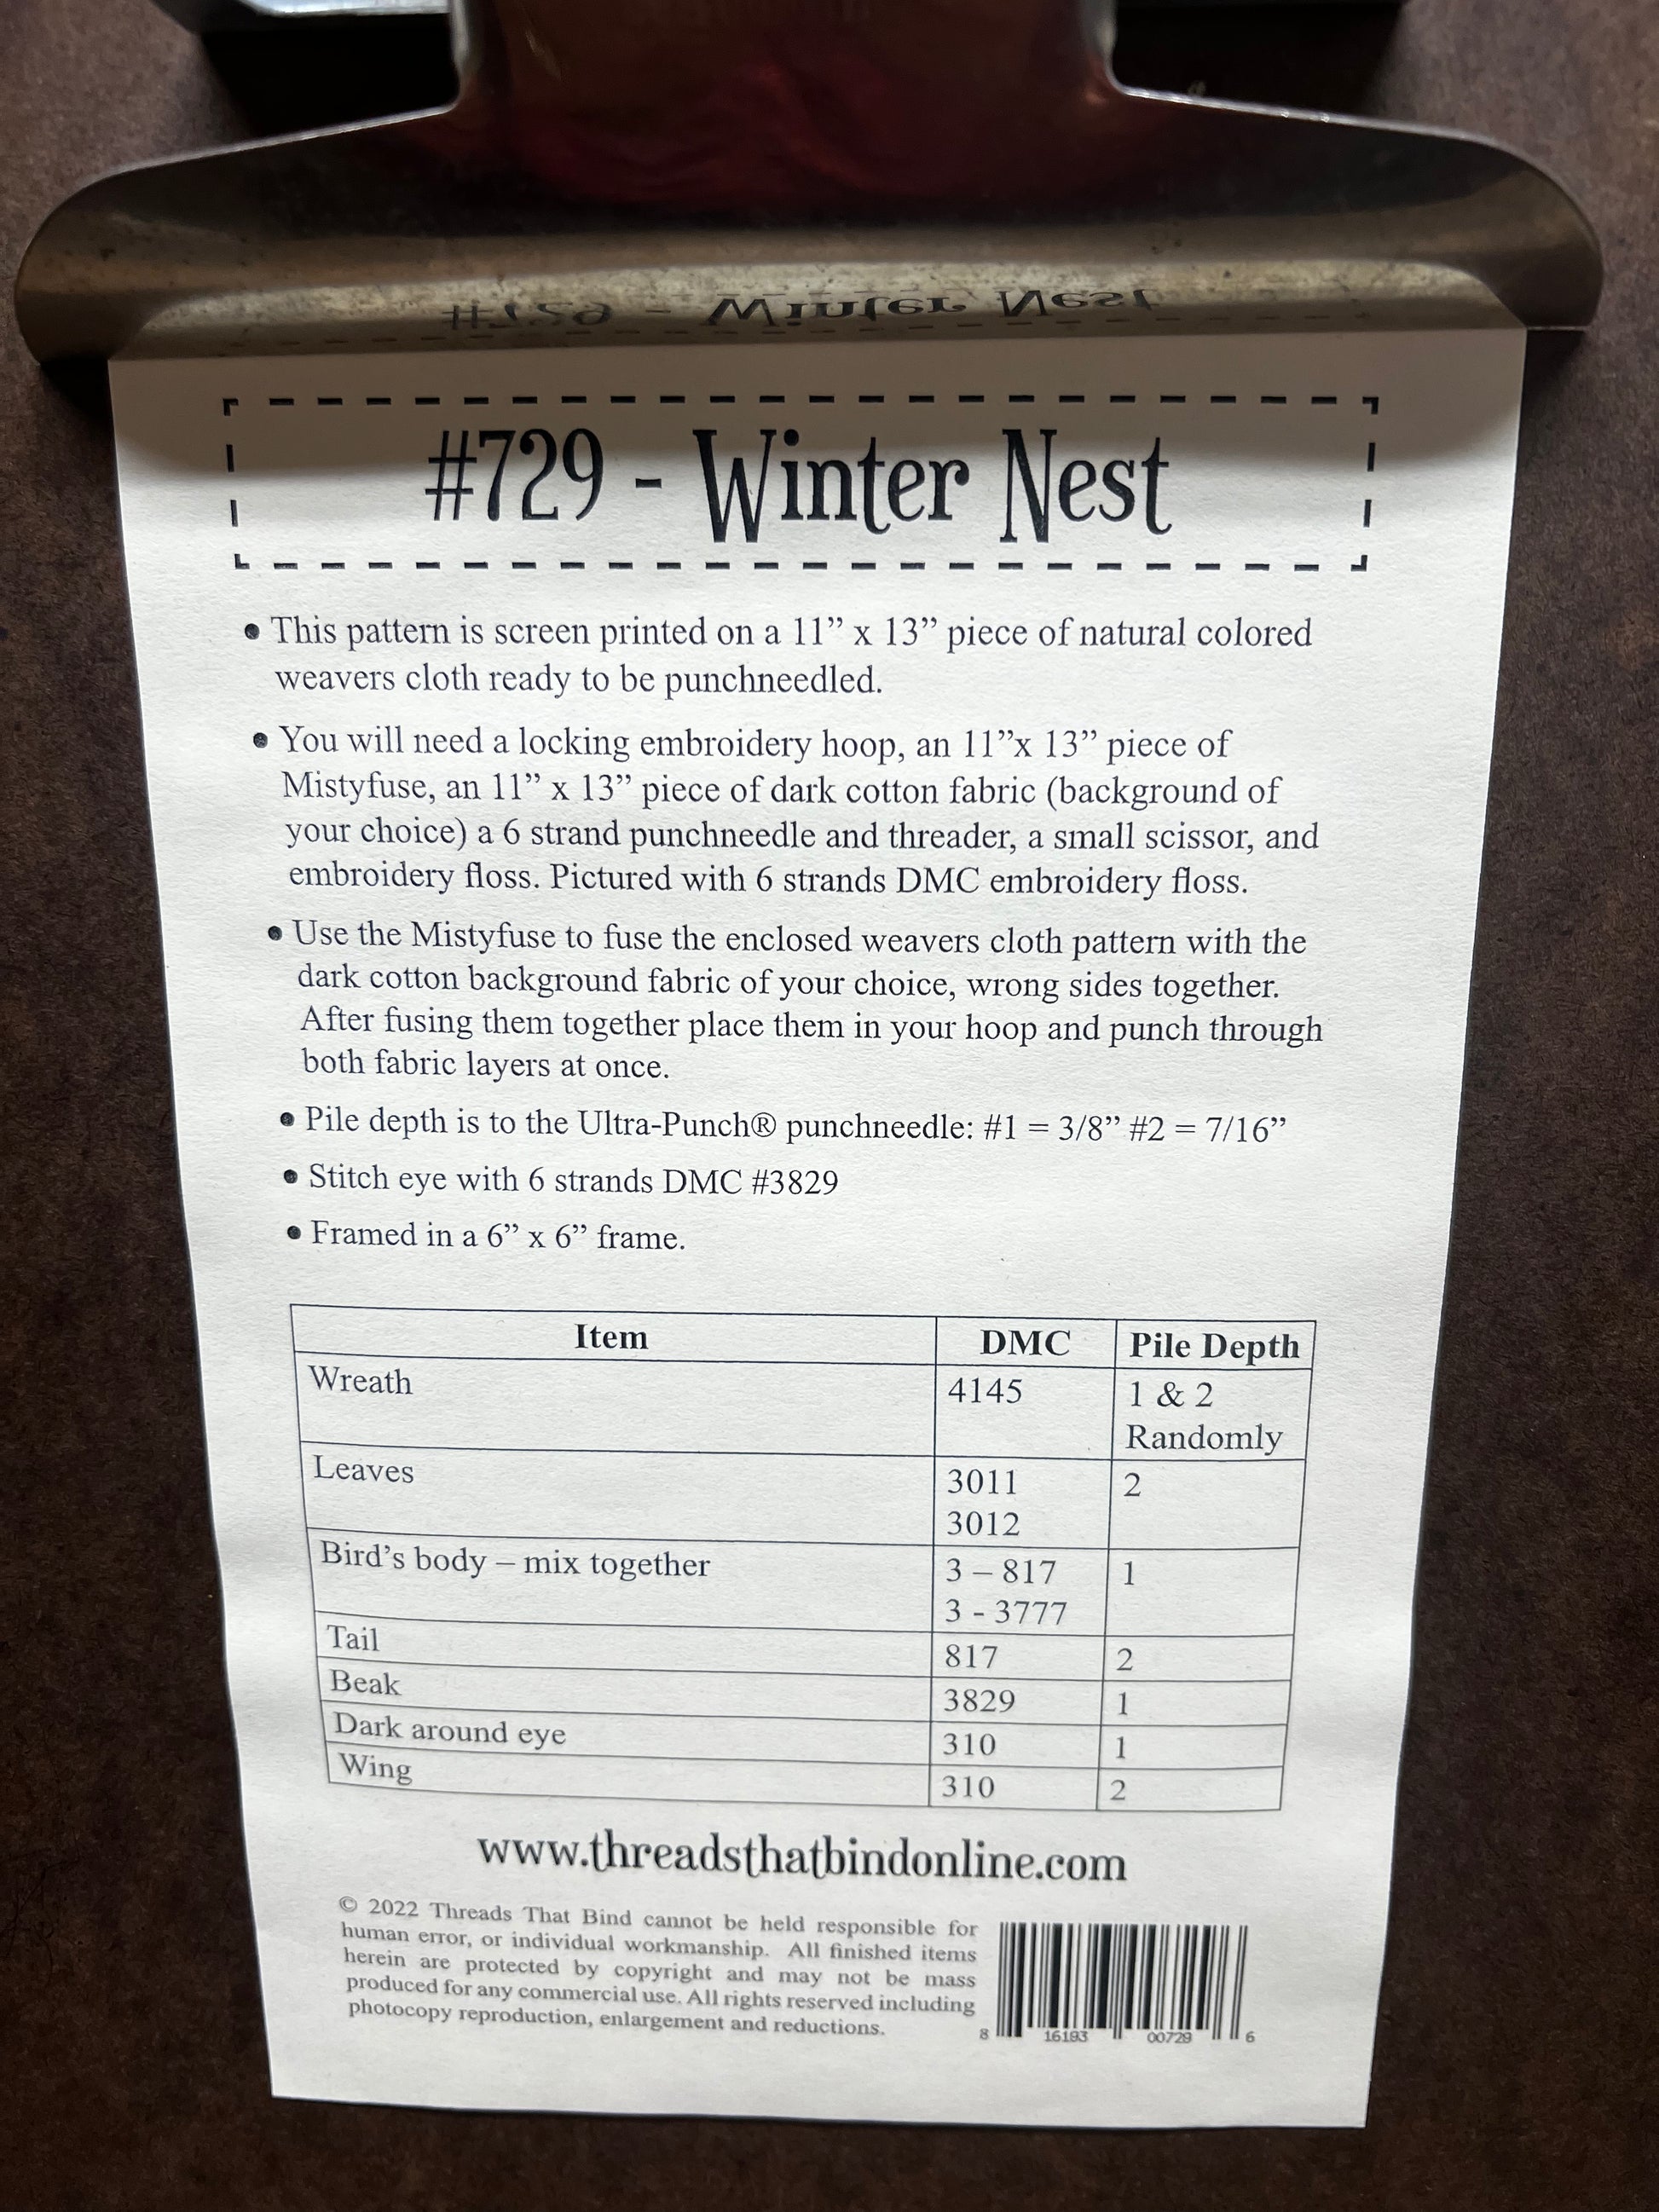 #729 - Winter Nest
#729 - Winter Nest
• This pattern is screen printed on a 11” x 13” piece of natural colored
weavers cloth ready to be punchneedled.
• You will need a locking embroidery hoop, an 11”x 13” piece of
Mistyfuse, an 11” x 13” piece of dark cotton fabric (background of
your choice) a 6 strand punchneedle and threader, a small scissor, and
embroidery floss. Pictured with 6 strands DMC embroidery floss.
• Use the Mistyfuse to fuse the enclosed weavers cloth pattern with the
dark cotton background fabric of your choice, wrong sides together.
After fusing them together place them in your hoop and punch through
both fabric layers at once.
• Pile depth is to the Ultra-Punch® punchneedle: #1 = 3/8” #2 = 7/16”
• Stitch eye with 6 strands DMC #3829
• Framed in a 6” x 6” frame.
Item DMC Pile Depth
Wreath 4145 1 & 2
Randomly
Leaves 3011 2
3012
Bird’s body – mix together 3 – 817 1
3 - 3777
Tail 817 2
Beak 3829 1
Dark around eye 310 1
Wing 310 2
www.threadsthatbindonline.com
© 2022 Threads That Bind cannot be held responsible for
human error, or individual workmanship. All finished items
herein are protected by copyright and may not be mass
produced for any commercial use. All rights reserved including
photocopy reproduction, enlargement and reductions.
8 16193 00729 6